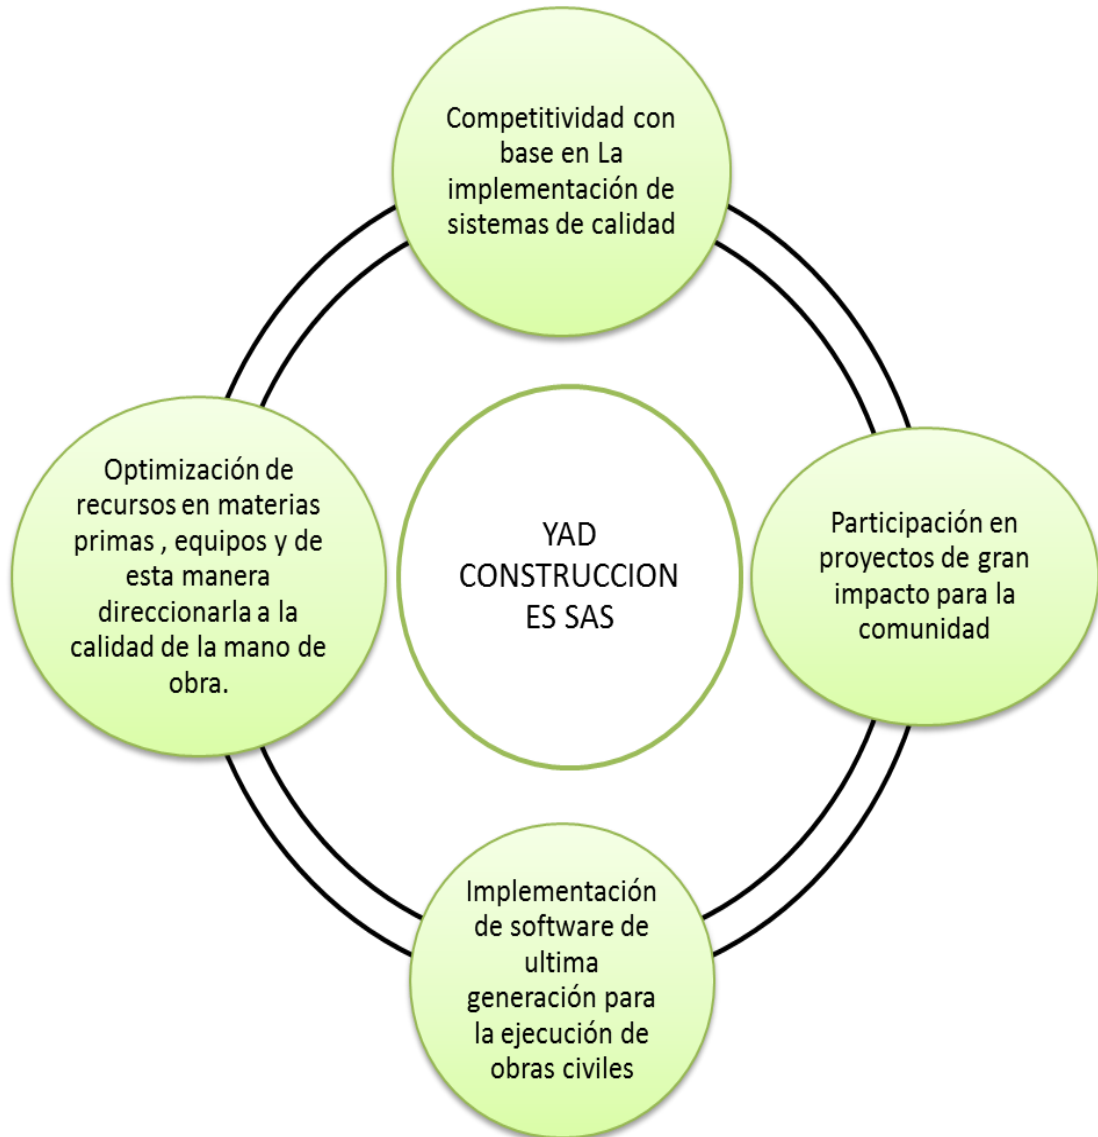 Competitividad con
base en La
implementación de
sistemas de calidad
Optimización de
recursos en materias
primas , equipos y de
esta manera
direccionarla a la
calidad de la mano de
obra.
YAD
CONSTRUCCION
ES SAS
Participación en
proyectos de gran
impacto para la
comunidad
Implementación
de software de
ultima
generación para
la ejecución de
obras civiles